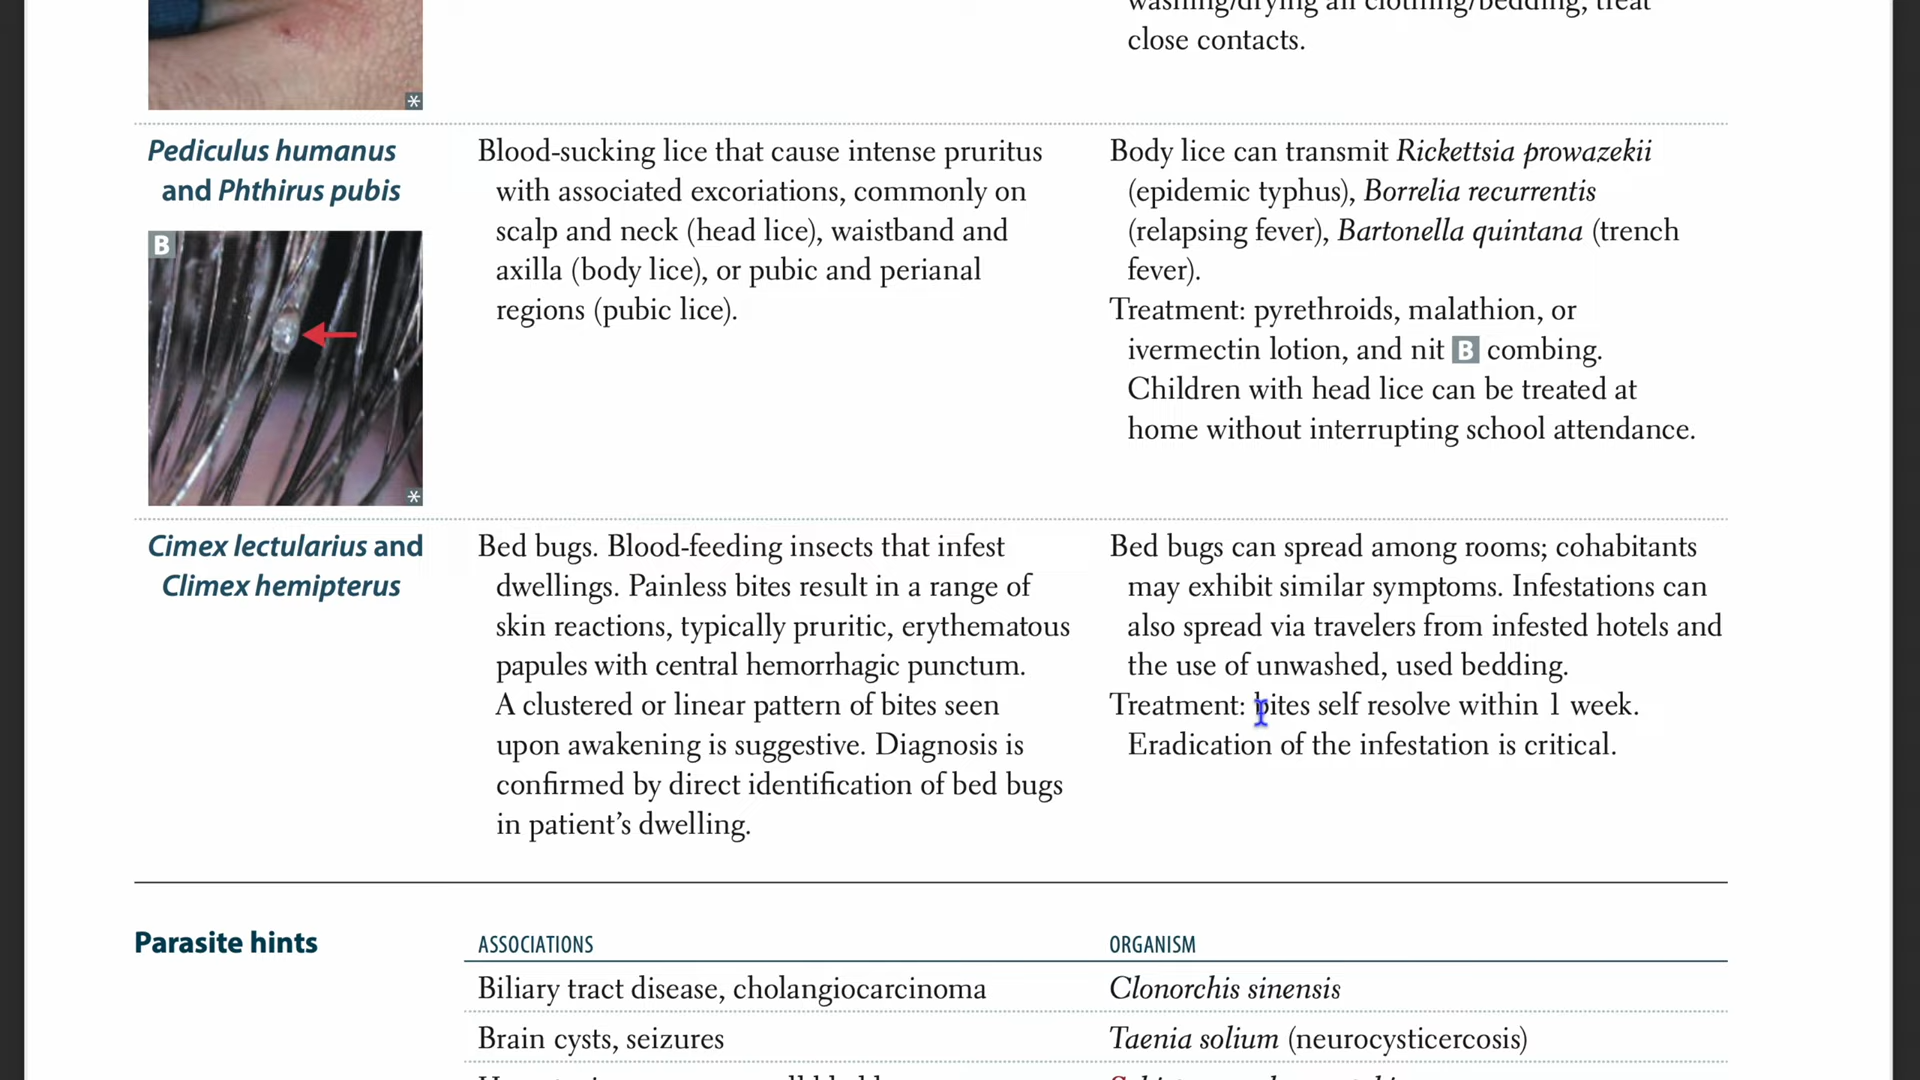 washing/drying all clothing/bedding, treat
close contacts.
*
Pediculus humanus
and Phthirus pubis
B
*
Blood-sucking lice that cause intense pruritus
with associated excoriations, commonly on
scalp and neck (head lice), waistband and
axilla (body lice), or pubic and perianal
regions (pubic lice).
Body lice can transmit Rickettsia prowazekii
(epidemic typhus), Borrelia recurrentis
(relapsing fever), Bartonella quintana (trench
fever).
Treatment: pyrethroids, malathion, or
ivermectin lotion, and nit B combing.
Children with head lice can be treated at
home without interrupting school attendance.
Cimex lectularius and
Climex hemipterus
Bed bugs. Blood-feeding insects that infest
dwellings. Painless bites result in a range of
skin reactions, typically pruritic, erythematous
papules with central hemorrhagic punctum.
A clustered or linear pattern of bites seen
upon awakening is suggestive. Diagnosis is
confirmed by direct identification of bed bugs
in patient's dwelling.
Bed bugs can spread among rooms; cohabitants
may exhibit similar symptoms. Infestations can
also spread via travelers from infested hotels and
the use of unwashed, used bedding.
Treatment: bites self resolve within 1 week.
Eradication of the infestation is critical.
Parasite hints
ASSOCIATIONS
ORGANISM
Biliary tract disease, cholangiocarcinoma
Clonorchis sinensis
Brain cysts, seizures
Taenia solium (neurocysticercosis)